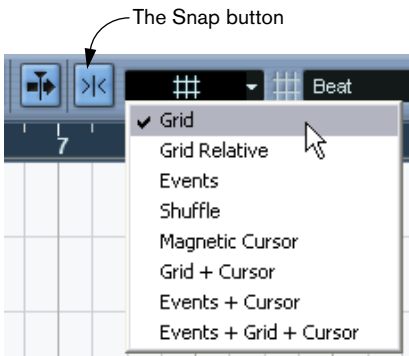 The Snap button
>|<
Beat
7
Grid
Grid Relative
Events
Shuffle
Magnetic Cursor
Grid + Cursor
Events + Cursor
Events + Grid + Cursor